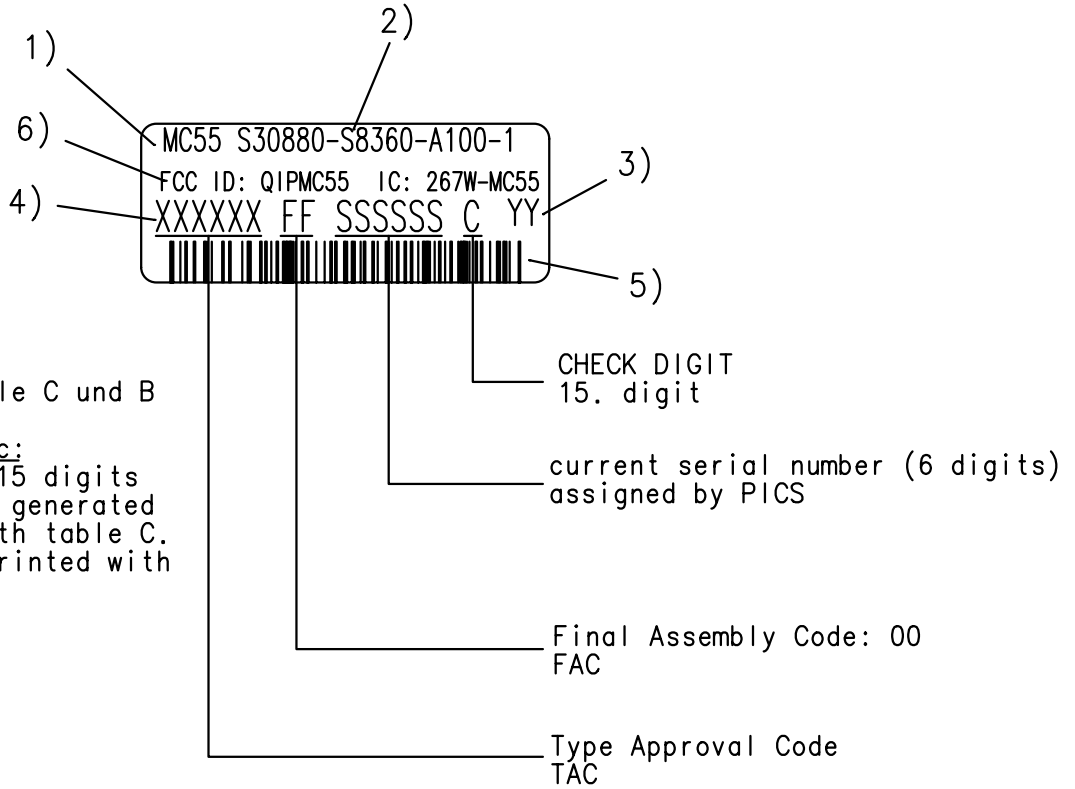 2)
1)
MC55 S30880-S8360-A100-1
6)
FCC ID: QIPMC55 IC: 267W-MC55
3)
4)
XXXXXX FF SSSSSS C YY
5)
CHECK DIGIT
15. digit
le C und B
c:
15 digits
generated
th table C.
rinted with
current serial number (6 digits)
assigned by PICS
Final Assembly Code: 00
FAC
Type Approval Code
TAC